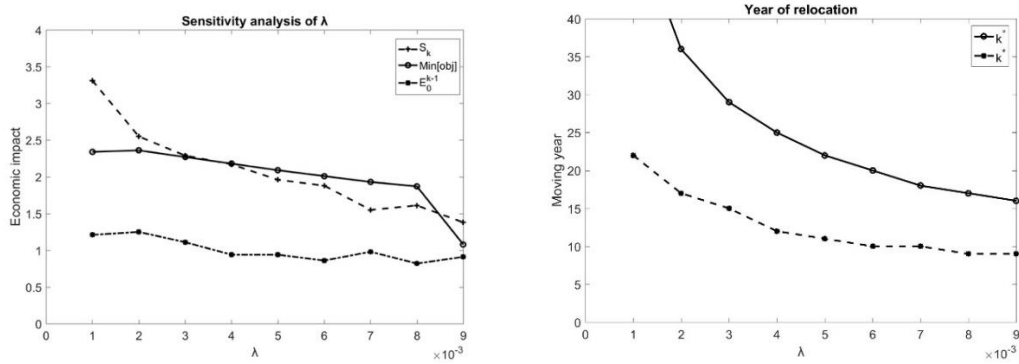 Sensitivity analysis of λ
4
3.5
3
2.5
2
1.5
1
0.5
0
Economic impact
S_k
Min[obj]
E_0^{k-1}
0 1 2 3 4 5 6 7 8 9
λ
×10^{-3}
Year of relocation
40
35
30
25
20
15
10
5
0
Moving year
k^*
0 1 2 3 4 5 6 7 8 9
λ
×10^{-3}